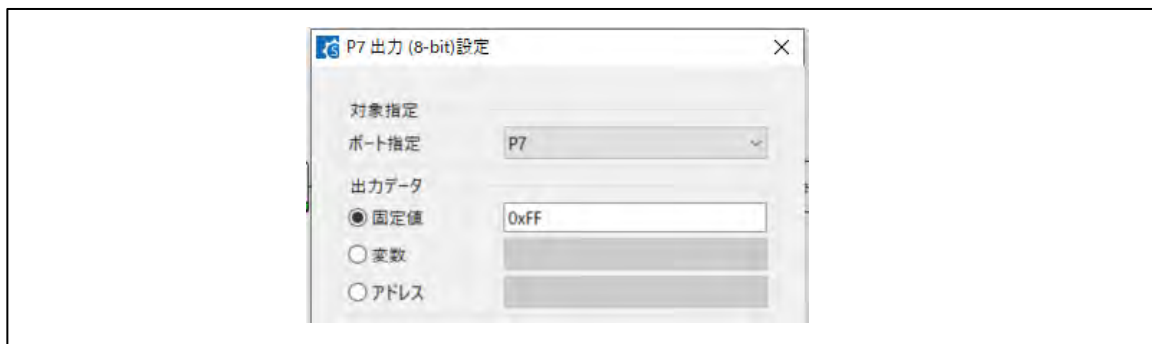 P7 出力 (8-bit)設定
対象指定
ポート指定 P7
出力データ
固定値 0xFF
変数
アドレス